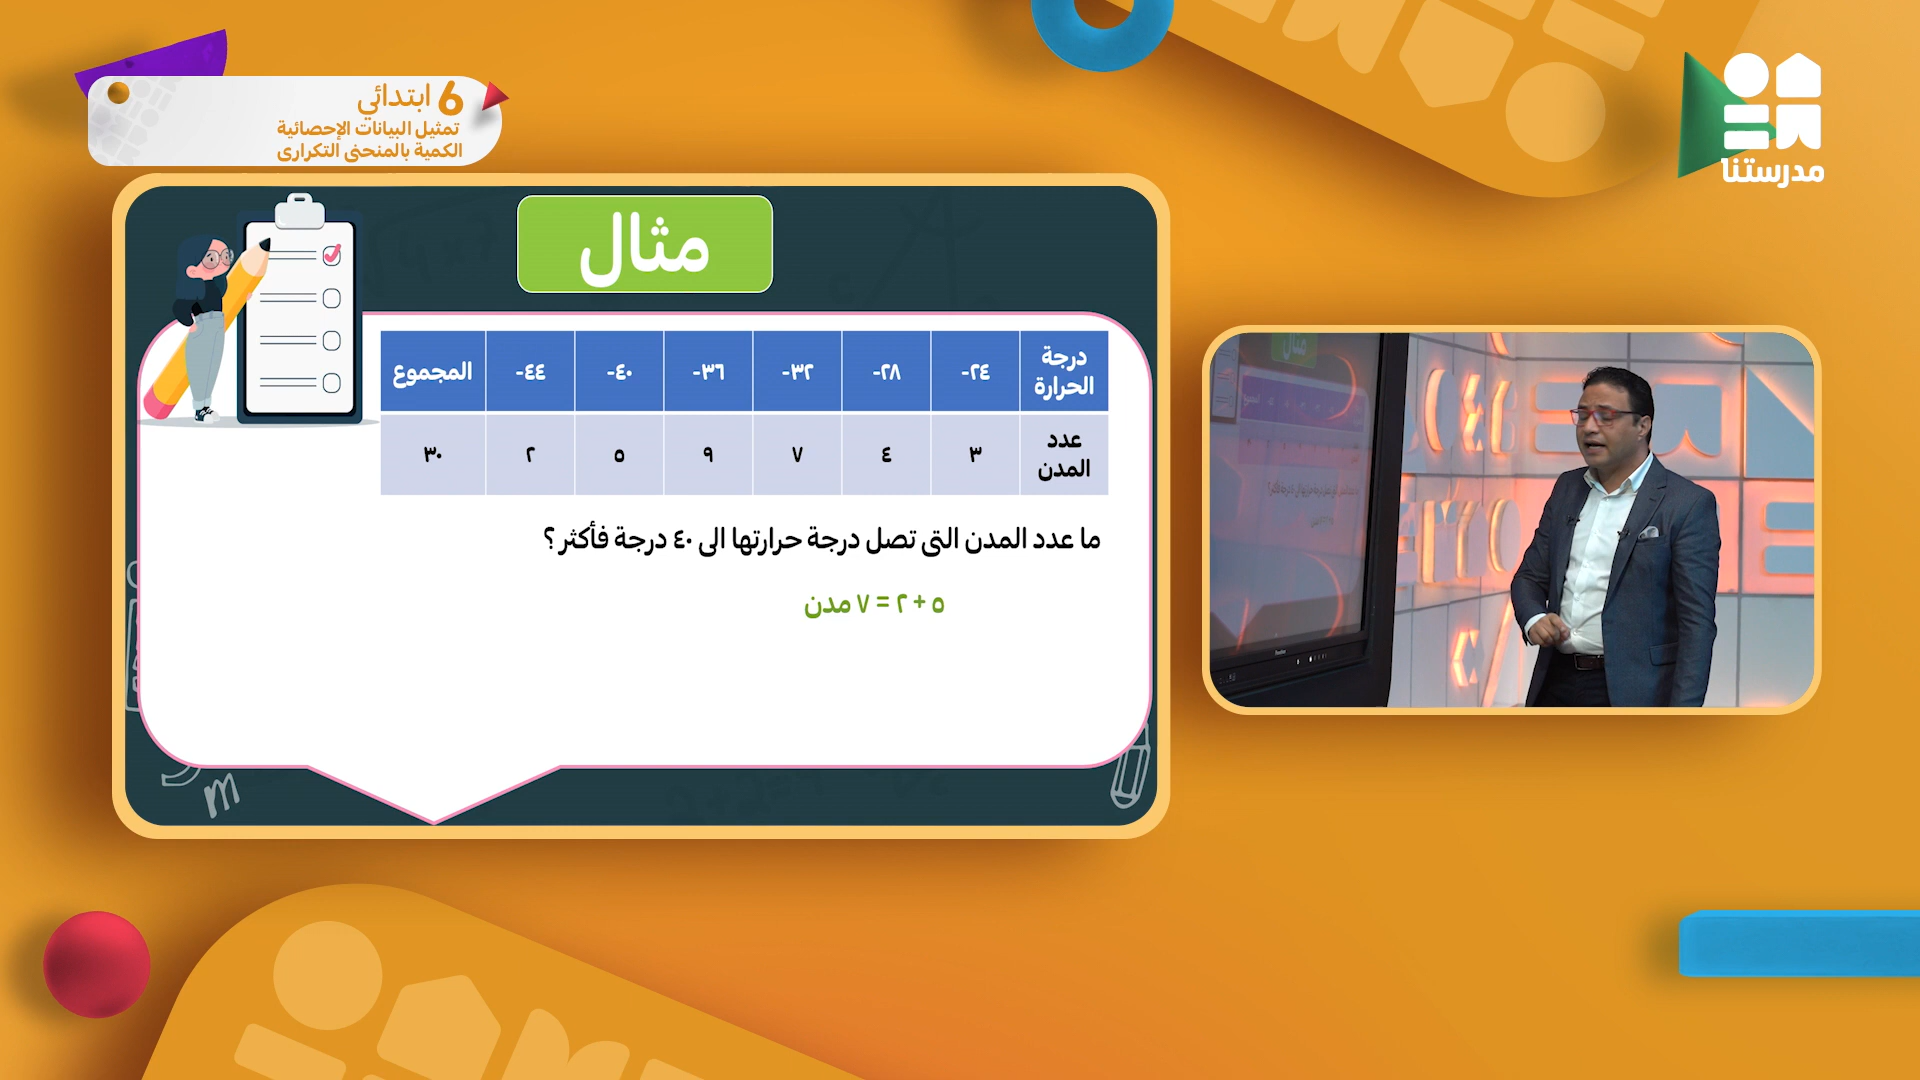 6 ابتدائي
تمثيل البيانات الإحصائية
الكمية بالمنحنى التكرارى
مدرستنا
مثال
درجة الحرارة	٢٤-	٢٨-	٣٢-	٣٦-	٤٠-	٤٤-	المجموع
عدد المدن	٣	٤	٧	٩	٥	٢	٣٠
ما عدد المدن التى تصل درجة حرارتها الى ٤٠ درجة فأكثر ؟
٥ + ٢ = ٧ مدن
m